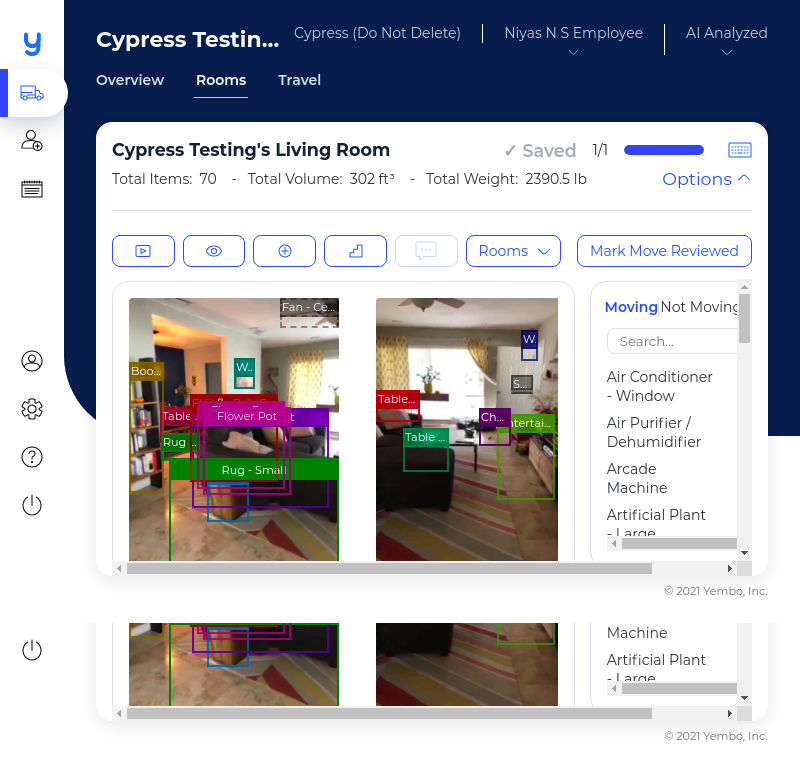 y
Cypress Testin...
Cypress (Do Not Delete)
Niyas N S Employee
AI Analyzed
Overview
Rooms
Travel
Cypress Testing's Living Room
✓ Saved
1/1
Total Items: 70 - Total Volume: 302 ft³ - Total Weight: 2390.5 lb
Options
Rooms
Mark Move Reviewed
Fan - Ce...
Boo...
W..
Table
Flower Pot
Rug
Rug - Small
W.
S...
Table...
Ch...
ntertai...
Table ...
Moving
Not Moving
Search...
Air Conditioner
- Window
Air Purifier /
Dehumidifier
Arcade
Machine
Artificial Plant
- Large
© 2021 Yembo, Inc.
Machine
Artificial Plant
- Large
© 2021 Yembo, Inc.